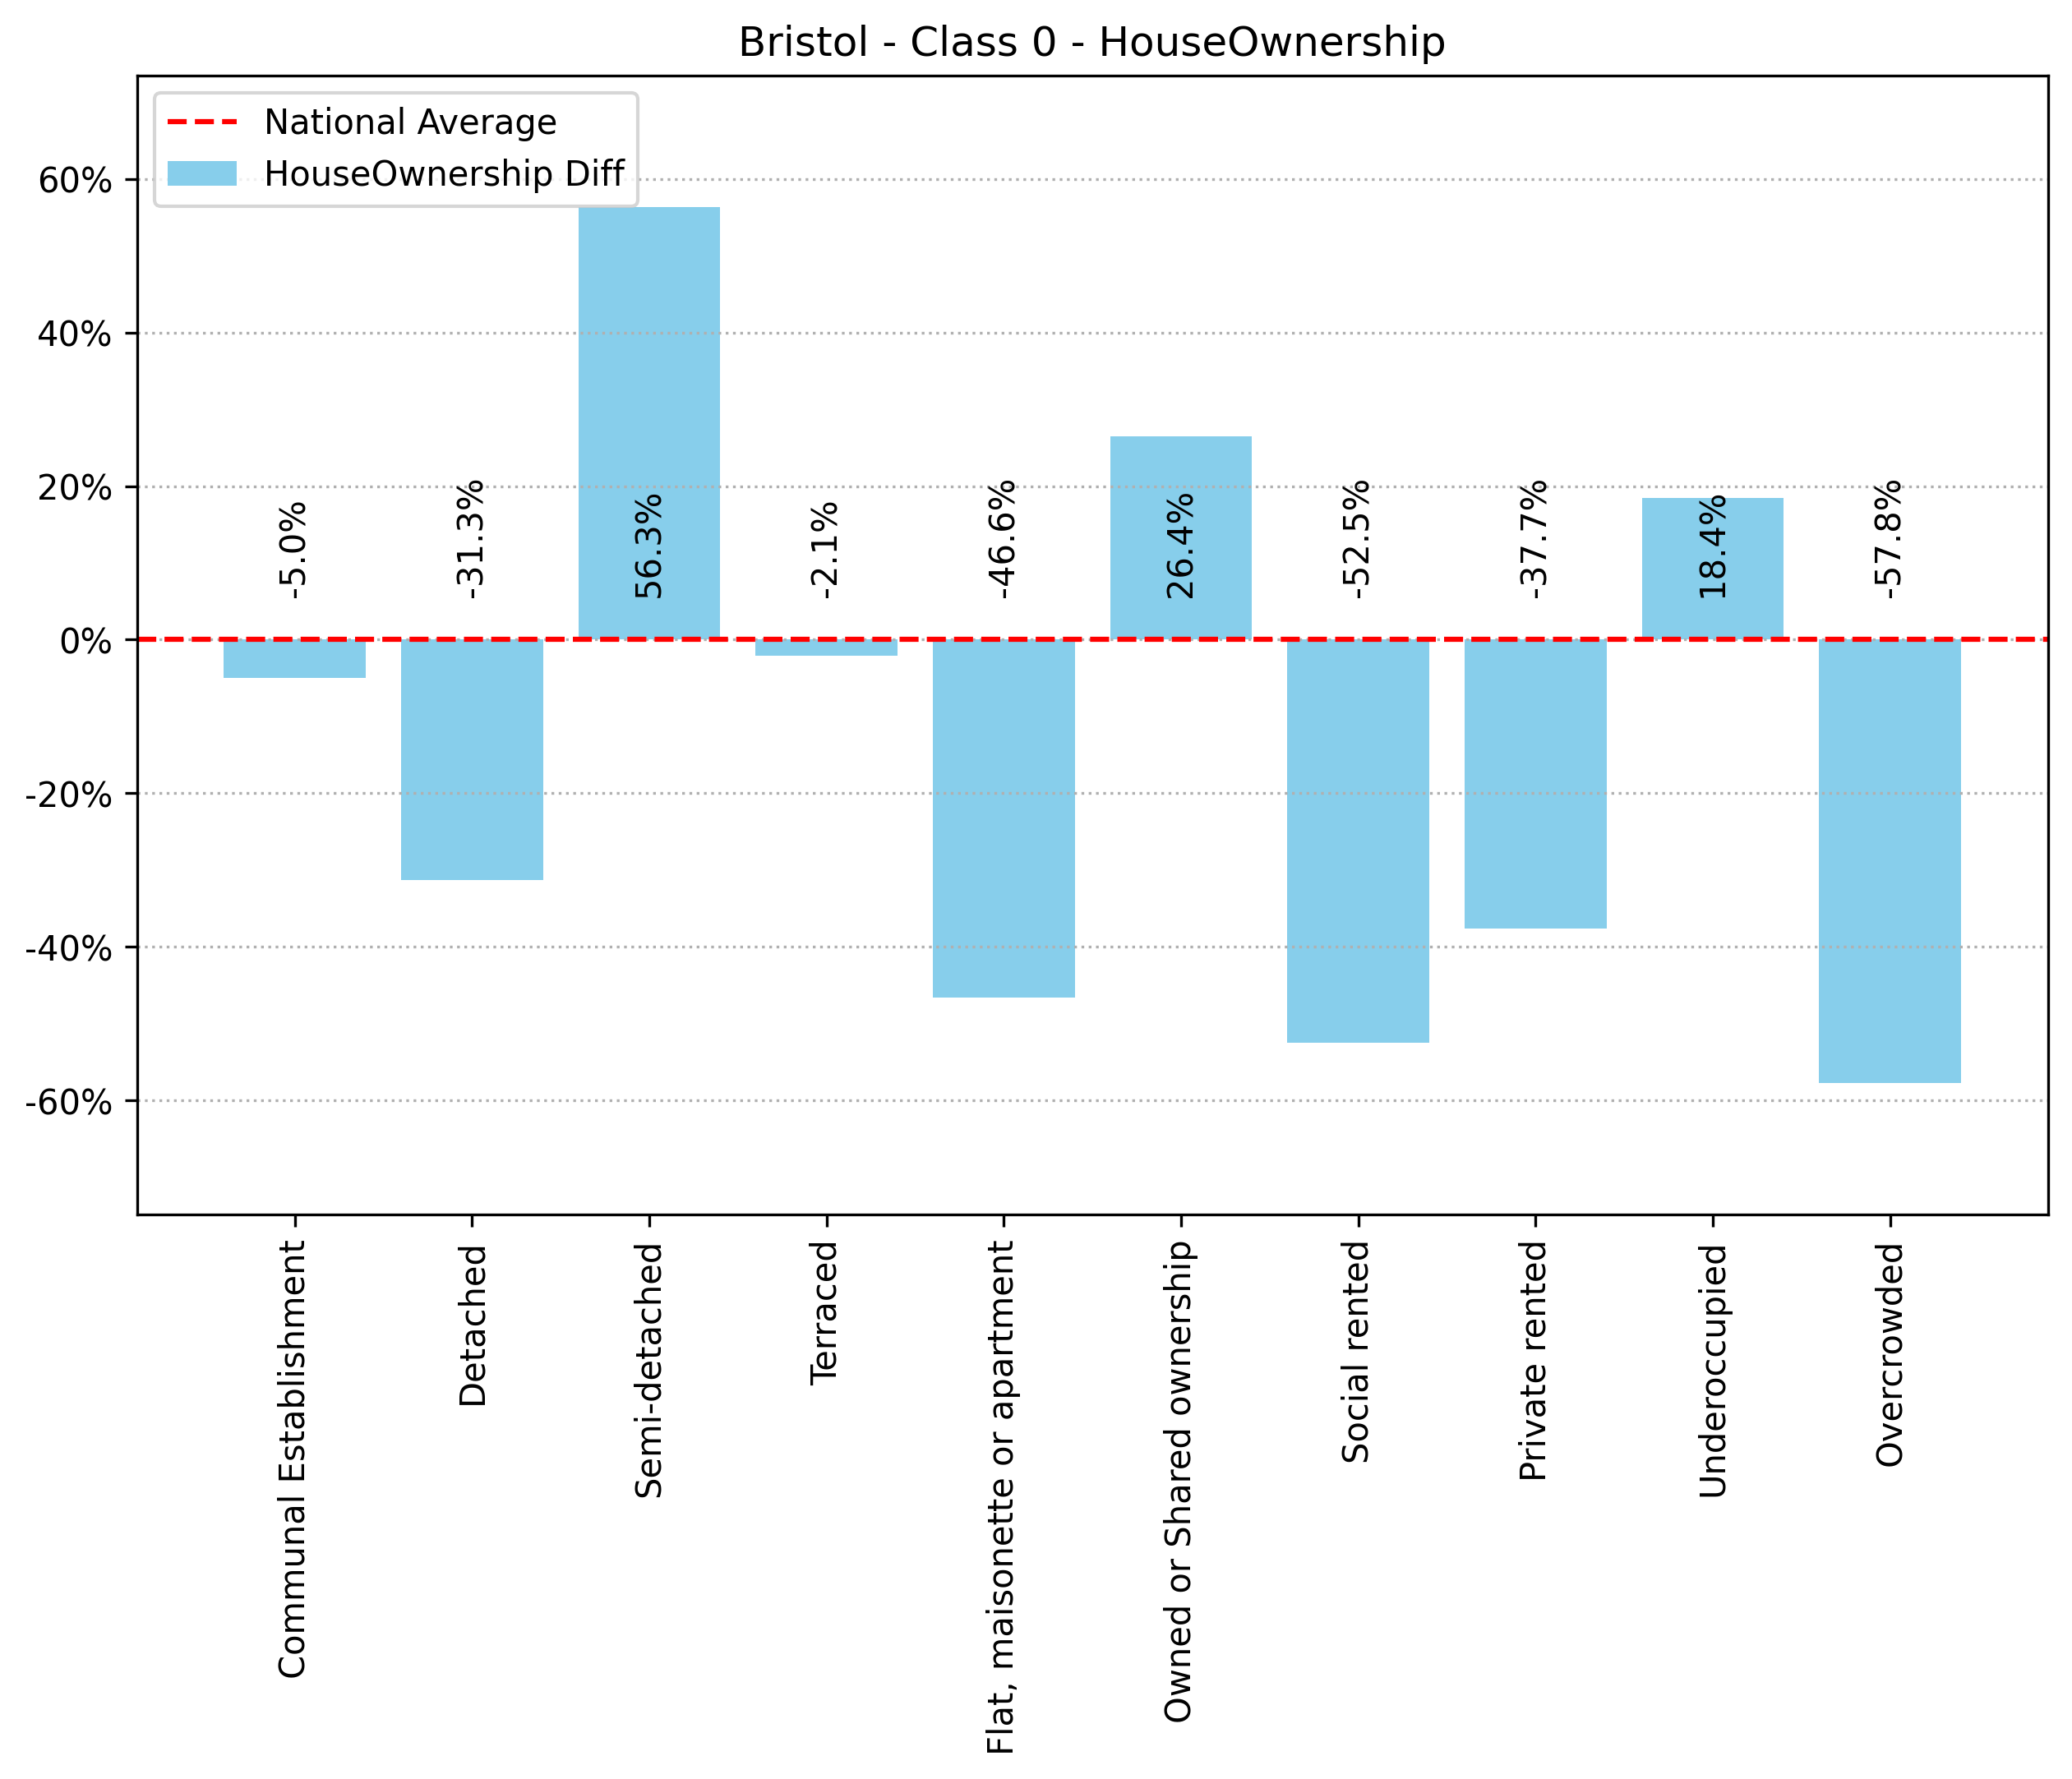 Bristol - Class 0 - HouseOwnership
National Average
HouseOwnership Diff
60%
40%
20%
0%
-20%
-40%
-60%
-5.0%
-31.3%
56.3%
-2.1%
-46.6%
26.4%
-52.5%
-37.7%
18.4%
-57.8%
Communal Establishment
Detached
Semi-detached
Terraced
Flat, maisonette or apartment
Owned or Shared ownership
Social rented
Private rented
Underoccupied
Overcrowded